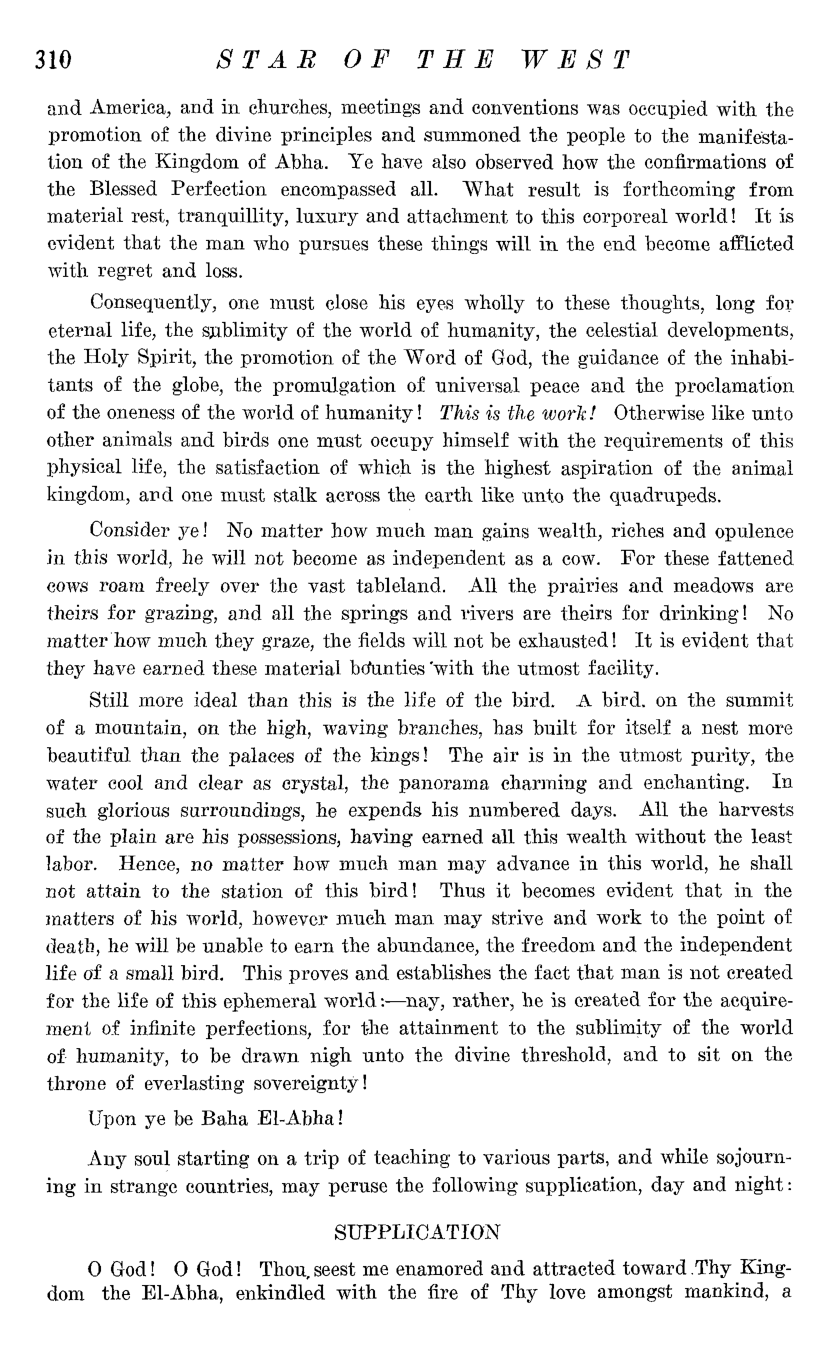 310 STAR OF THE WEST
and America, and in churches, meetings and conventions was occupied with the
promotion of the divine principles and summoned the people to the manifesta-
tion of the Kingdom of Abha. Ye have also observed how the confirmations of
the Blessed Perfection encompassed all. What result is forthcoming from
material rest, tranquillity, luxury and attachment to this corporeal world! It is
evident that the man who pursues these things will in the end become afflicted
with regret and loss.
Consequently, one must close his eyes wholly to these thoughts, long for
eternal life, the sublimity of the world of humanity, the celestial developments,
the Holy Spirit, the promotion of the Word of God, the guidance of the inhabi-
tants of the globe, the promulgation of universal peace and the proclamation
of the oneness of the world of humanity! This is the work! Otherwise like unto
other animals and birds one must occupy himself with the requirements of this
physical life, the satisfaction of which is the highest aspiration of the animal
kingdom, and one must stalk across the earth like unto the quadrupeds.
Consider ye! No matter how much man gains wealth, riches and opulence
in this world, he will not become as independent as a cow. For these fattened
cows roam freely over the vast tableland. All the prairies and meadows are
theirs for grazing, and all the springs and rivers are theirs for drinking! No
matter how much they graze, the fields will not be exhausted! It is evident that
they have earned these material bounties with the utmost facility.
Still more ideal than this is the life of the bird. A bird. on the summit
of a mountain, on the high, waving branches, has built for itself a nest more
beautiful than the palaces of the kings! The air is in the utmost purity, the
water cool and clear as crystal, the panorama charming and enchanting. In
such glorious surroundings, he expends his numbered days. All the harvests
of the plain are his possessions, having earned all this wealth without the least
labor. Hence, no matter how much man may advance in this world, he shall
not attain to the station of this bird! Thus it becomes evident that in the
matters of his world, however much man may strive and work to the point of
death, he will be unable to earn the abundance, the freedom and the independent
life of a small bird. This proves and establishes the fact that man is not created
for the life of this ephemeral world:—nay, rather, he is created for the acquire-
ment of infinite perfections, for the attainment to the sublimity of the world
of humanity, to be drawn nigh unto the divine threshold, and to sit on the
throne of everlasting sovereignty!
Upon ye be Baha El-Abha!
Any soul starting on a trip of teaching to various parts, and while sojourn-
ing in strange countries, may peruse the following supplication, day and night:
SUPPLICATION
O God! O God! Thou seest me enamored and attracted toward Thy King-
dom the El-Abha, enkindled with the fire of Thy love amongst mankind, a